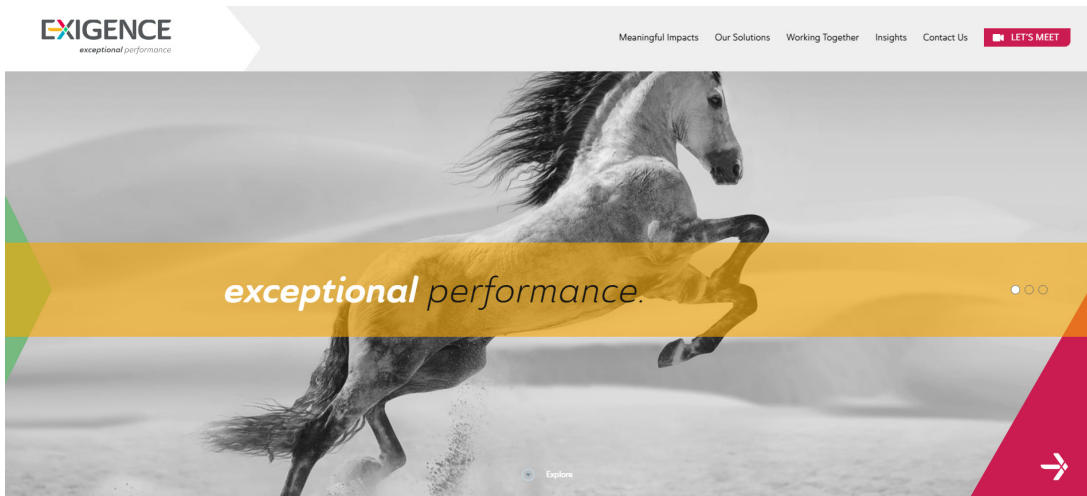 EXIGENCE
exceptional performance
Meaningful Impacts Our Solutions Working Together Insights Contact Us LET'S MEET
exceptional performance.
Explore